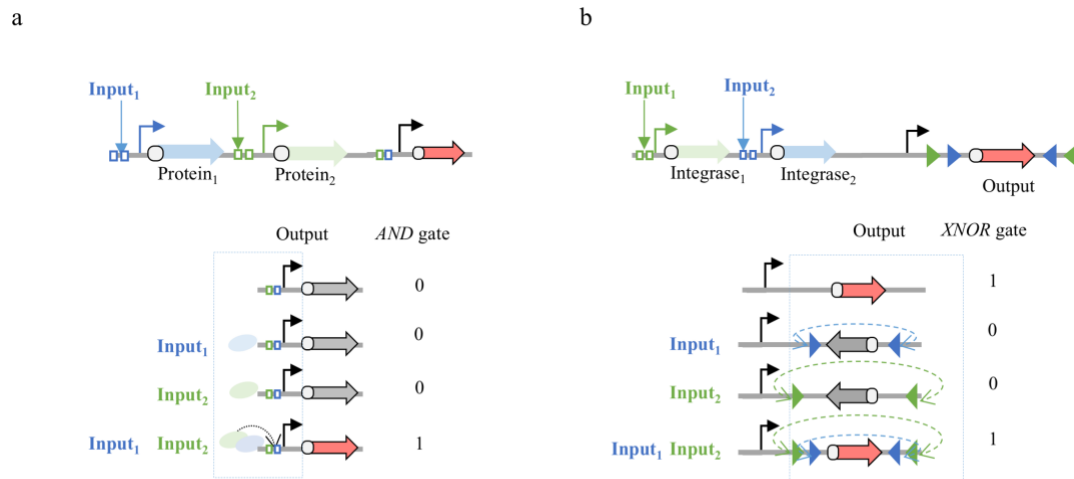 a
Input₁
Input₂
Protein₁
Protein₂
Output AND gate
0
Input₁ 0
Input₂ 0
Input₁ Input₂ 1
b
Input₁
Input₂
Integrase₁
Integrase₂
Output
Output XNOR gate
1
Input₁ 0
Input₂ 0
Input₁ Input₂ 1